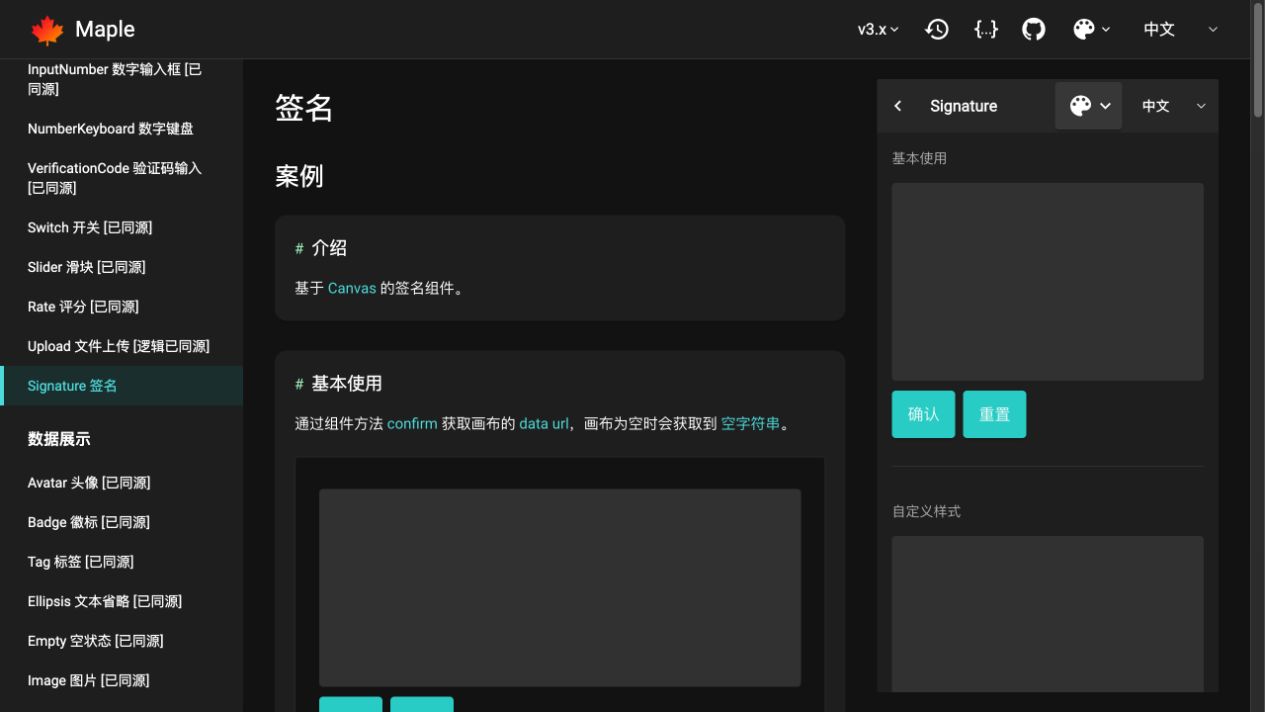 Maple
v3.x
中文
InputNumber 数字输入框 [已
同源]
NumberKeyboard 数字键盘
VerificationCode 验证码输入
[已同源]
Switch 开关 [已同源]
Slider 滑块 [已同源]
Rate 评分 [已同源]
Upload 文件上传 [逻辑已同源]
Signature 签名
数据展示
Avatar 头像 [已同源]
Badge 徽标 [已同源]
Tag 标签 [已同源]
Ellipsis 文本省略 [已同源]
Empty 空状态 [已同源]
Image 图片 [已同源]
签名
案例
# 介绍
基于 Canvas 的签名组件。
# 基本使用
通过组件方法 confirm 获取画布的 data url，画布为空时会获取到 空字符串。
Signature
中文
基本使用
确认
重置
自定义样式